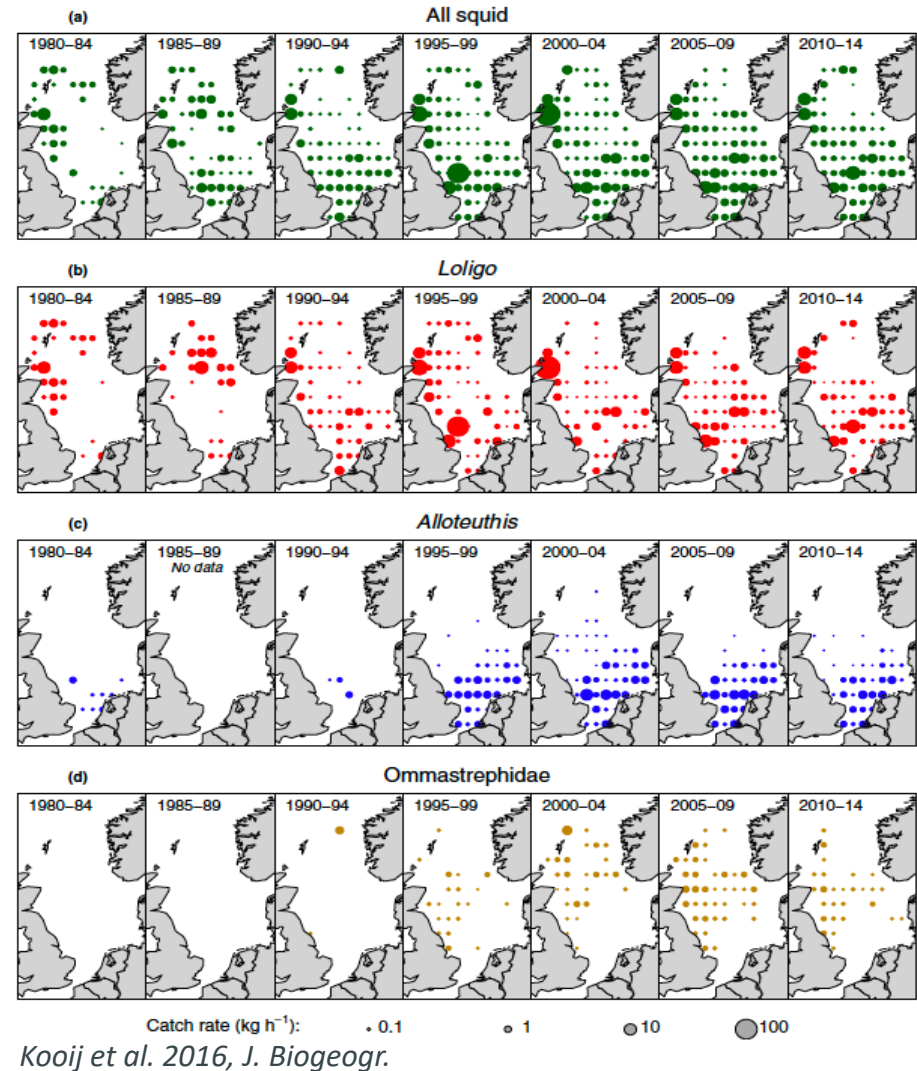 (a) All squid
1980–84 1985–89 1990–94 1995–99 2000–04 2005–09 2010–14
(b) Loligo
1980–84 1985–89 1990–94 1995–99 2000–04 2005–09 2010–14
(c) Alloteuthis
1980–84 1985–89 1990–94 1995–99 2000–04 2005–09 2010–14
No data
(d) Ommastrephidae
1980–84 1985–89 1990–94 1995–99 2000–04 2005–09 2010–14
Catch rate (kg h⁻¹): 0.1 1 10 100
Kooij et al. 2016, J. Biogeogr.